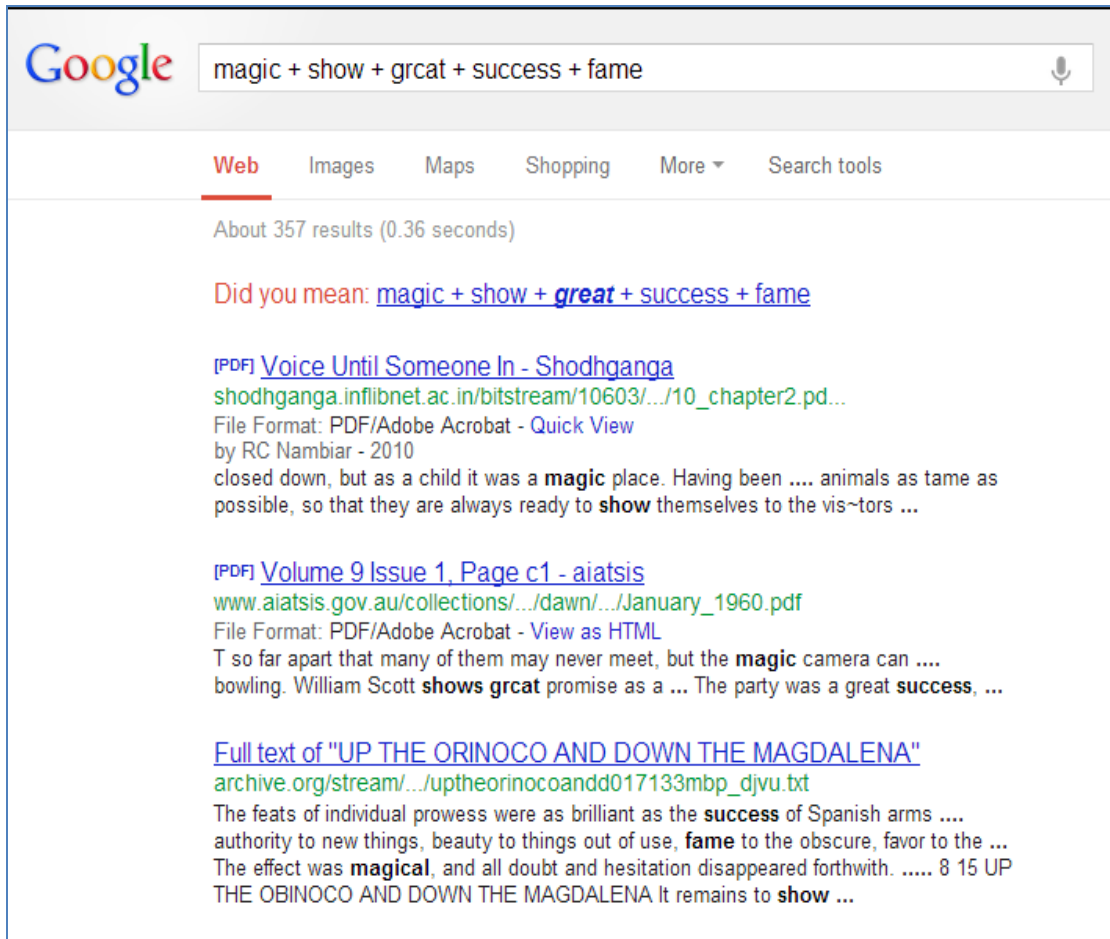 Google
magic + show + grcat + success + fame
Web Images Maps Shopping More Search tools
About 357 results (0.36 seconds)
Did you mean: magic + show + great + success + fame
[PDF] Voice Until Someone In - Shodhganga
shodhganga.inflibnet.ac.in/bitstream/10603/.../10_chapter2.pd...
File Format: PDF/Adobe Acrobat - Quick View
by RC Nambiar - 2010
closed down, but as a child it was a magic place. Having been .... animals as tame as
possible, so that they are always ready to show themselves to the vis~tors ...
[PDF] Volume 9 Issue 1, Page c1 - aiatsis
www.aiatsis.gov.au/collections/.../dawn/.../January_1960.pdf
File Format: PDF/Adobe Acrobat - View as HTML
T so far apart that many of them may never meet, but the magic camera can ....
bowling. William Scott shows grcat promise as a ... The party was a great success, ...
Full text of "UP THE ORINOCO AND DOWN THE MAGDALENA"
archive.org/stream/.../uptheorinocoandd017133mbp_djvu.txt
The feats of individual prowess were as brilliant as the success of Spanish arms ....
authority to new things, beauty to things out of use, fame to the obscure, favor to the ...
The effect was magical, and all doubt and hesitation disappeared forthwith. ..... 8 15 UP
THE OBINOCO AND DOWN THE MAGDALENA It remains to show ...